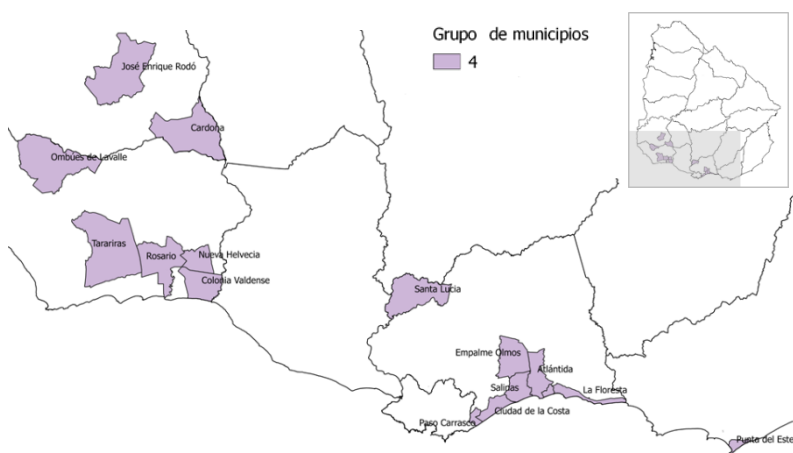 Grupo de municipios
4
José Enrique Rodó
Cardona
Ombúes de Lavalle
Tarariras
Rosario
Nueva Helvecia
Colonia Valdense
Santa Lucía
Empalme Olmos
Atlántida
Salinas
La Floresta
Ciudad de la Costa
Paso Carrasco
Punta del Este